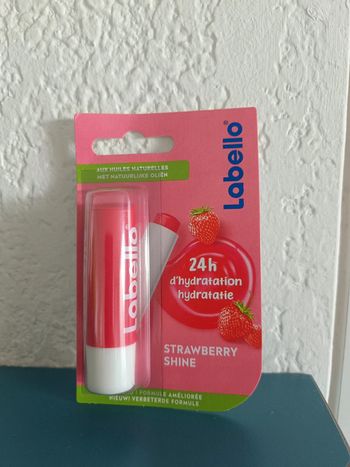 AUX HUILES NATURELLES
MET NATUURLIJKE OLIËN
Labello
24h
d'hydratation
hydratatie
Labello
STRAWBERRY
SHINE
FORMULE AMÉLIORÉE
NIEUW! VERBETERDE FORMULE